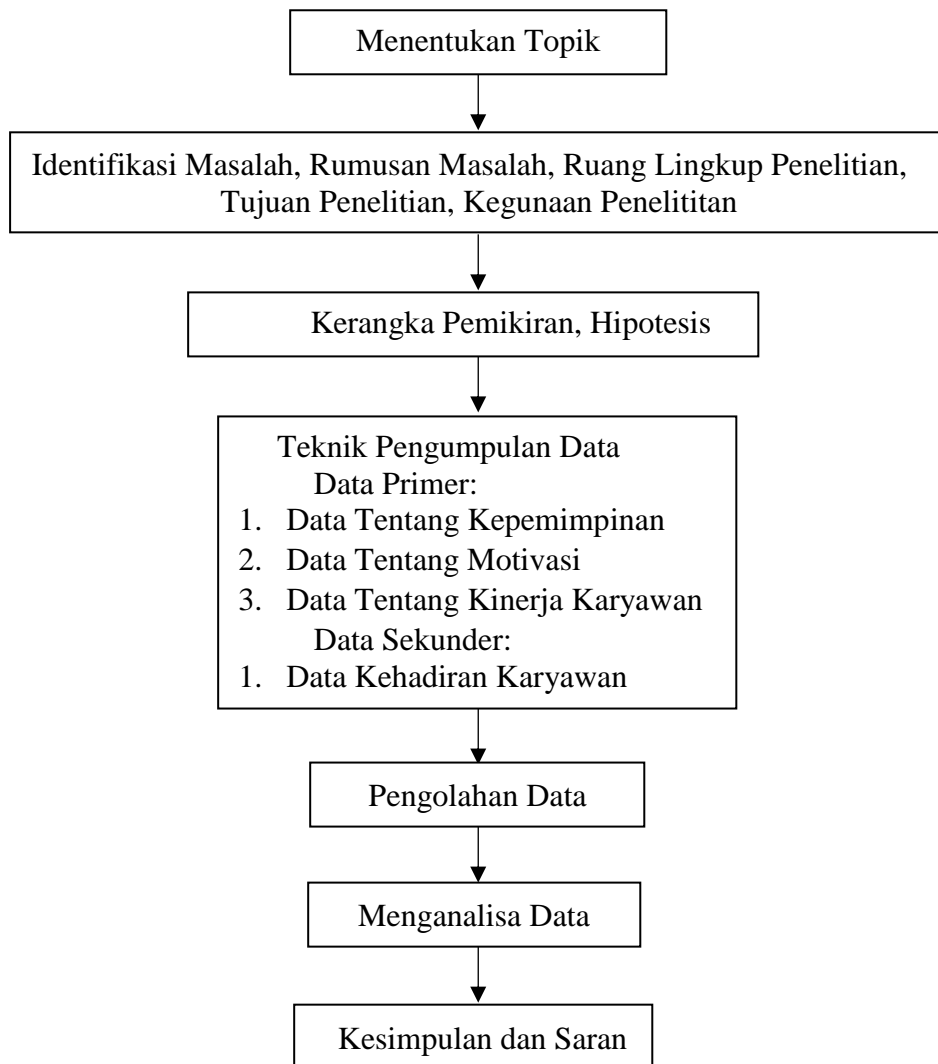 Menentukan Topik
Identifikasi Masalah, Rumusan Masalah, Ruang Lingkup Penelitian,
Tujuan Penelitian, Kegunaan Penelititan
Kerangka Pemikiran, Hipotesis
Teknik Pengumpulan Data
Data Primer:
1. Data Tentang Kepemimpinan
2. Data Tentang Motivasi
3. Data Tentang Kinerja Karyawan
Data Sekunder:
1. Data Kehadiran Karyawan
Pengolahan Data
Menganalisa Data
Kesimpulan dan Saran